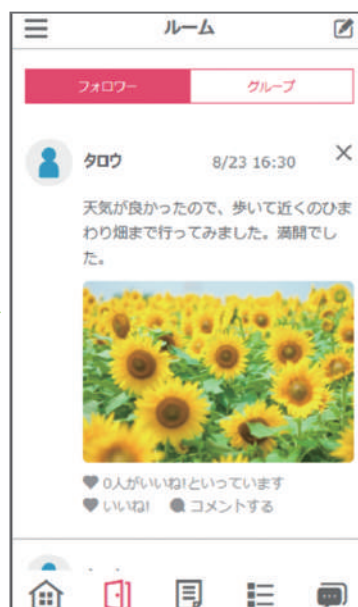 ルーム
フォロワー グループ
タロウ 8/23 16:30
天気が良かったので、歩いて近くのひま
わり畑まで行ってみました。満開でし
た。
0人がいいね!といっています
いいね! コメントする